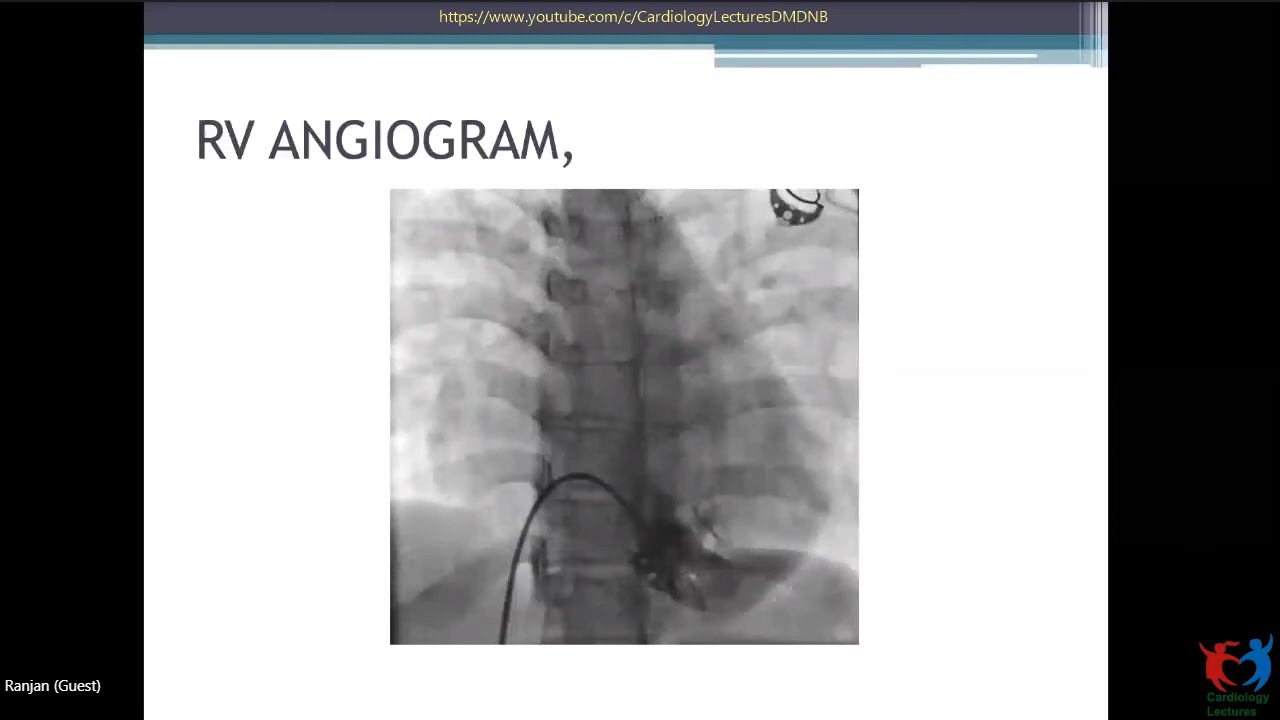 https://www.youtube.com/c/CardiologyLecturesDMDNB
RV ANGIOGRAM,
Ranjan (Guest)
Cardiology
Lectures